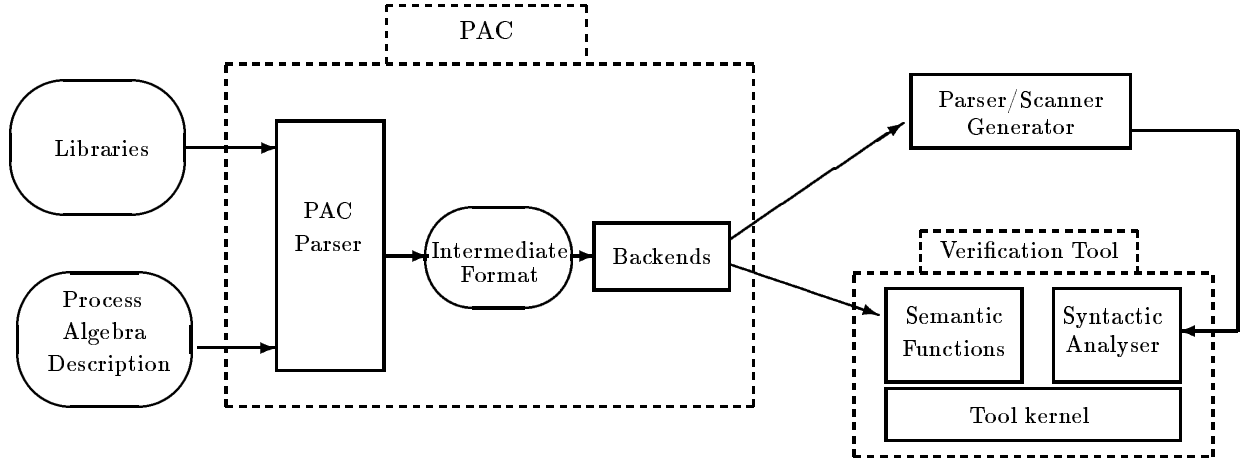 PAC
Libraries
PAC
Parser
Process
Algebra
Description
Intermediate
Format
Backends
Parser/Scanner
Generator
Verification Tool
Semantic
Functions
Syntactic
Analyser
Tool kernel